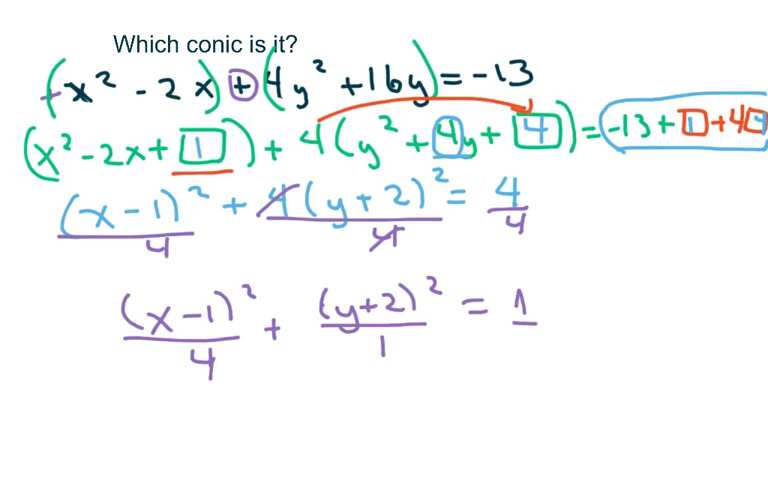 Which conic is it?
(x² - 2x) + (4y² + 16y) = -13
(x² - 2x + 1) + 4(y² + 4y + 4) = -13 + 1 + 4(4
(x - 1)²/4 + 4(y + 2)²/4 = 4/4
(x - 1)²/4 + (y + 2)²/1 = 1